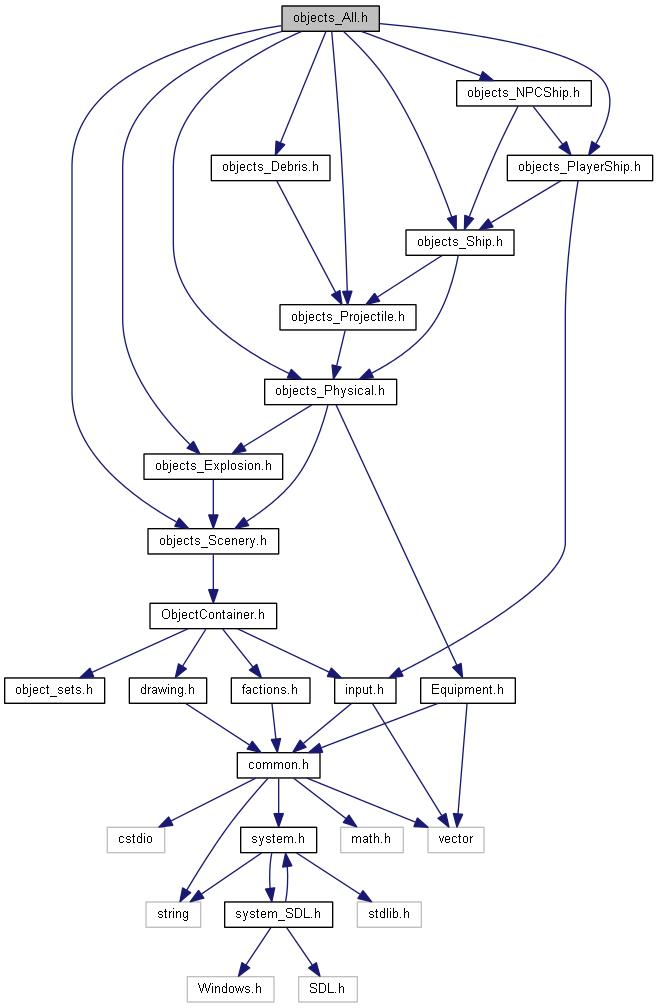 objects_All.h
objects_NPCShip.h
objects_Debris.h
objects_PlayerShip.h
objects_Ship.h
objects_Projectile.h
objects_Physical.h
objects_Explosion.h
objects_Scenery.h
ObjectContainer.h
object_sets.h
drawing.h
factions.h
input.h
Equipment.h
common.h
cstdio
system.h
math.h
vector
string
system_SDL.h
stdlib.h
Windows.h
SDL.h